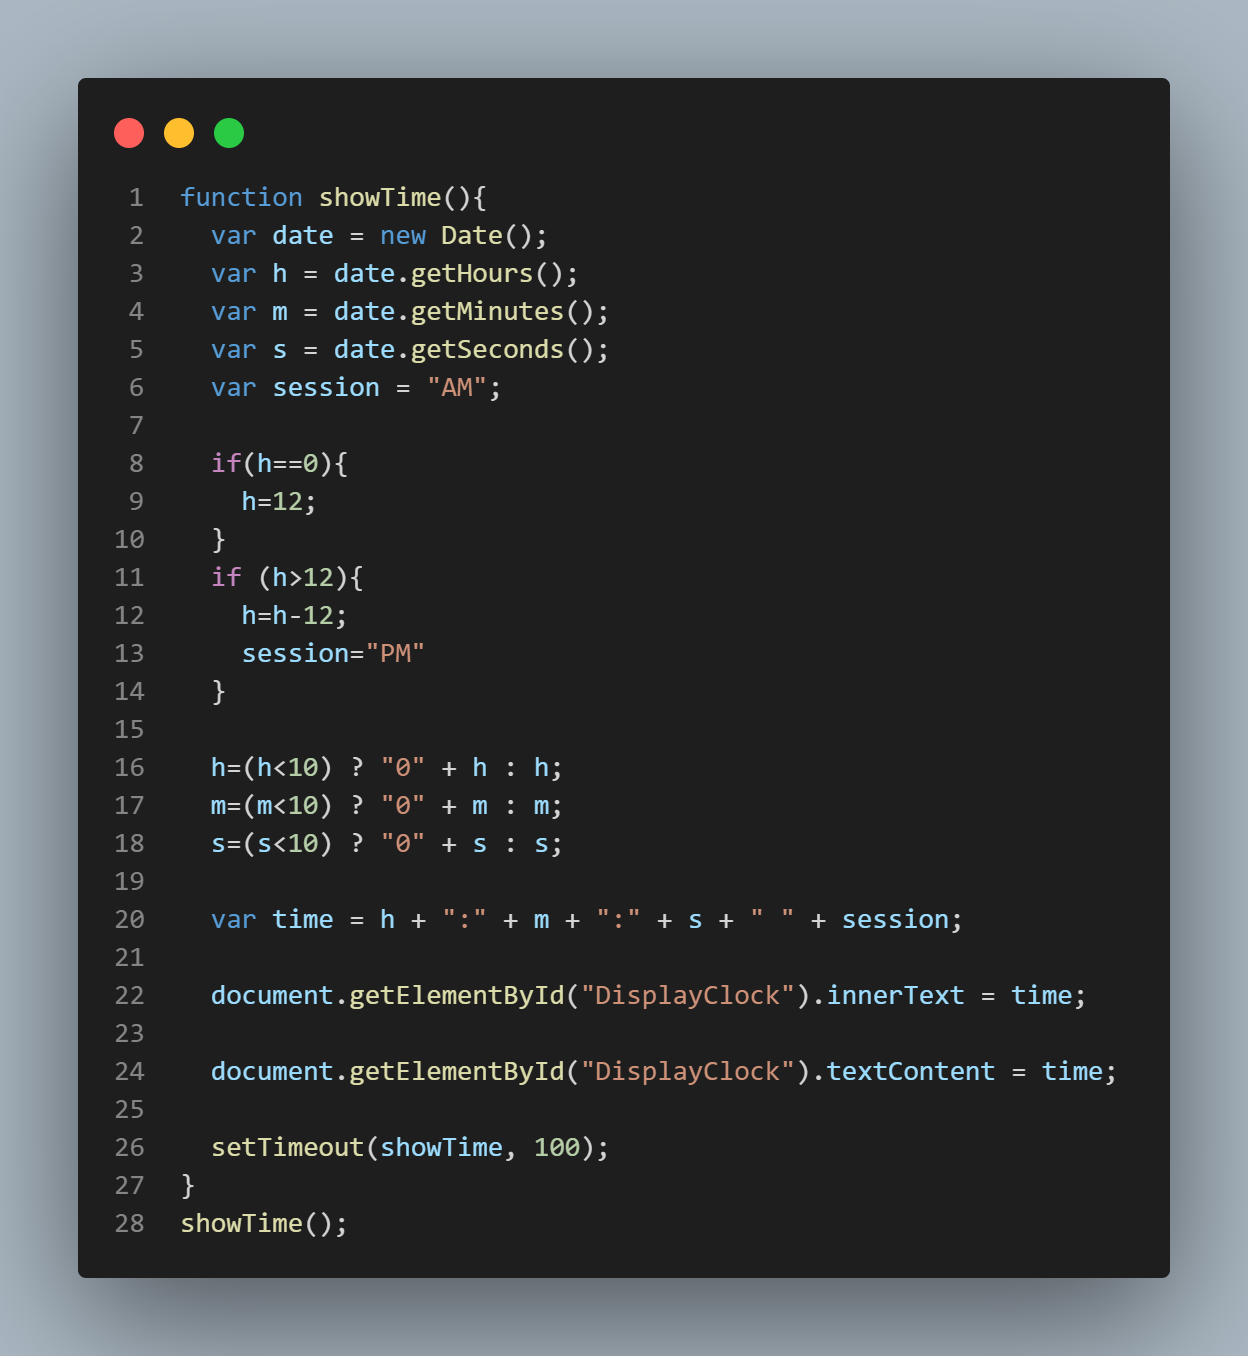 1 function showTime(){
2   var date = new Date();
3   var h = date.getHours();
4   var m = date.getMinutes();
5   var s = date.getSeconds();
6   var session = "AM";
7
8   if(h==0){
9     h=12;
10   }
11   if (h>12){
12     h=h-12;
13     session="PM"
14   }
15
16   h=(h<10) ? "0" + h : h;
17   m=(m<10) ? "0" + m : m;
18   s=(s<10) ? "0" + s : s;
19
20   var time = h + ":" + m + ":" + s + " " + session;
21
22   document.getElementById("DisplayClock").innerText = time;
23
24   document.getElementById("DisplayClock").textContent = time;
25
26   setTimeout(showTime, 100);
27 }
28 showTime();